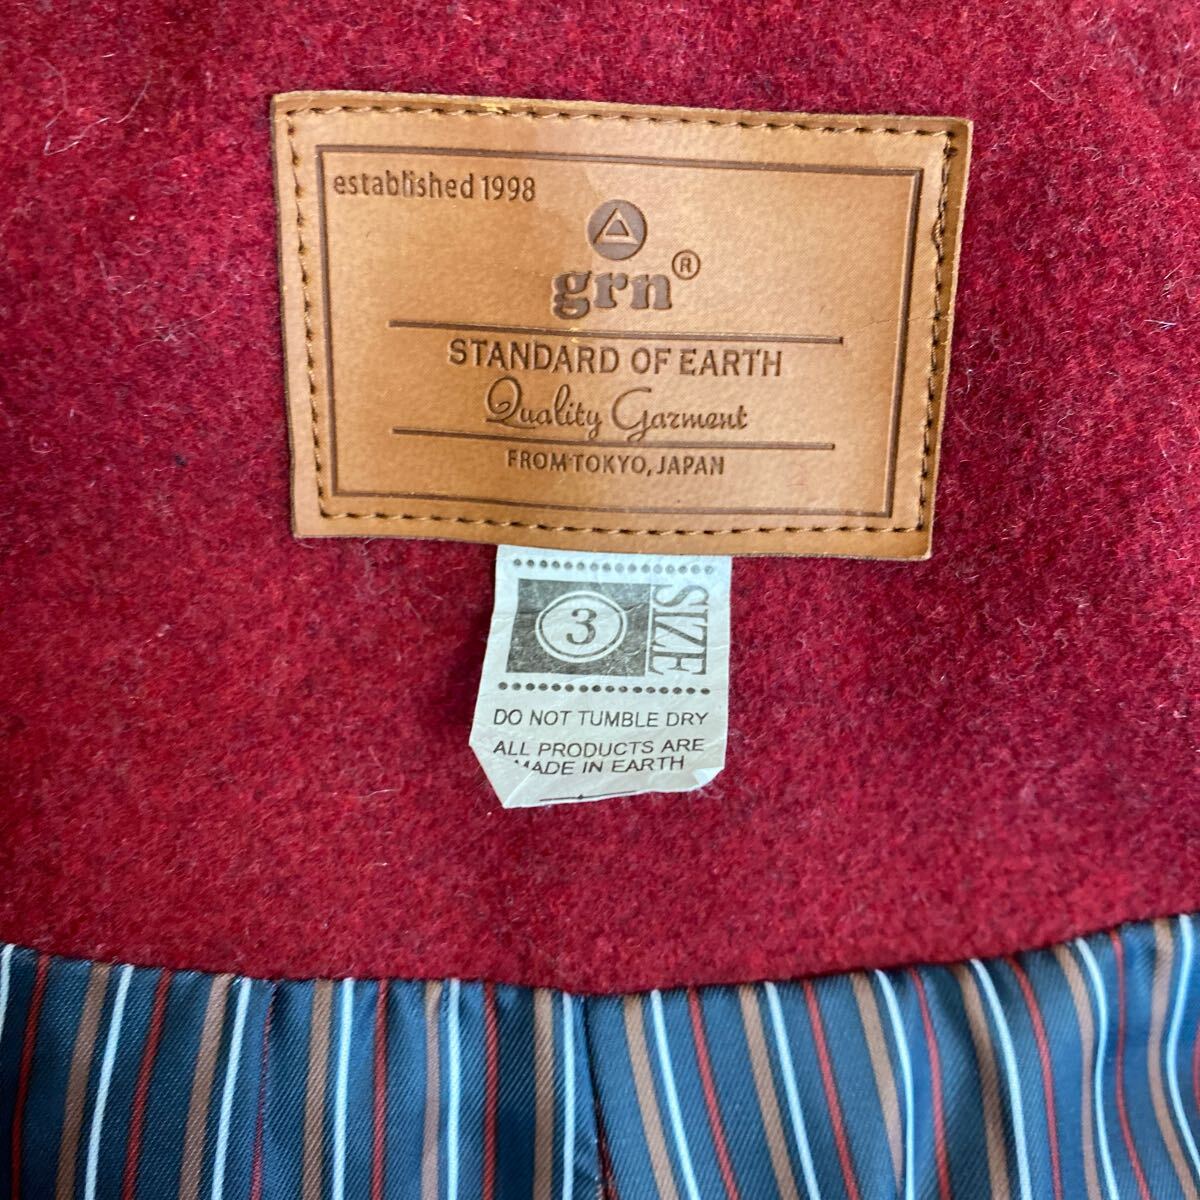 established 1998
grn®
STANDARD OF EARTH
Quality Garment
FROM TOKYO, JAPAN
3 SIZE
DO NOT TUMBLE DRY
ALL PRODUCTS ARE
MADE IN EARTH